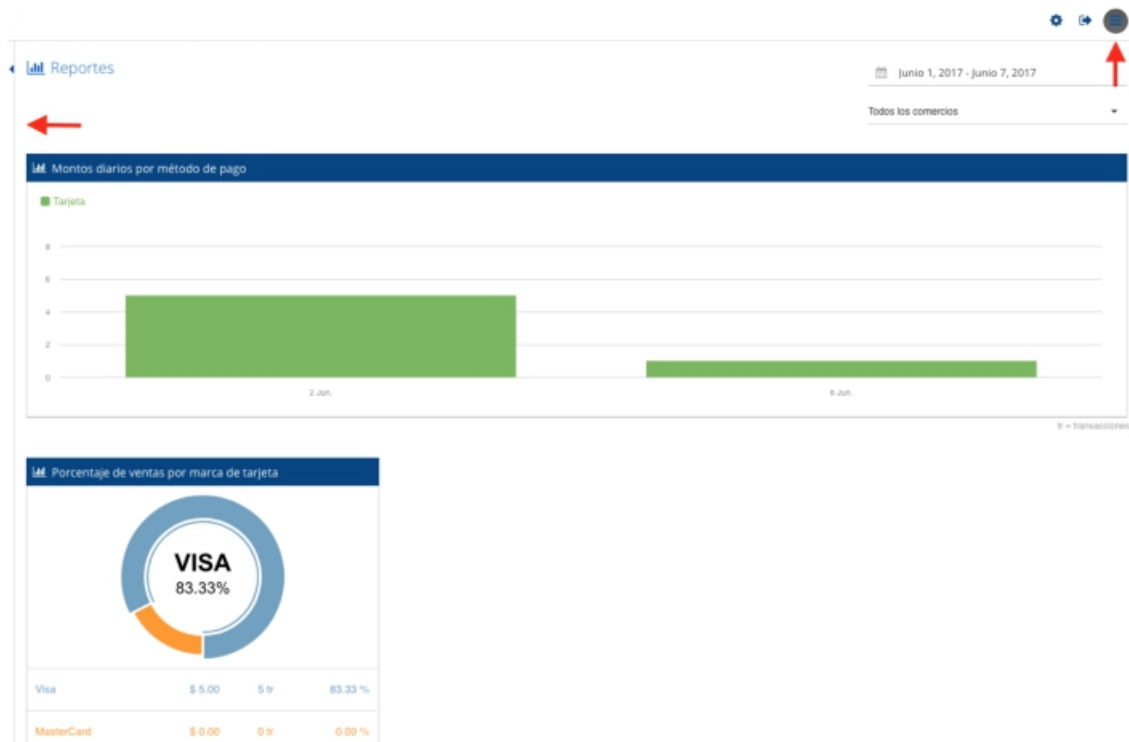 Reportes
Junio 1, 2017 - Junio 7, 2017
Todos los comercios
Montos diarios por método de pago
Tarjeta
8
6
4
2
0
2 Jun.
6 Jun.
tr = transacciones
Porcentaje de ventas por marca de tarjeta
VISA
83.33%
Visa $ 5.00 5 tr 83.33 %
MasterCard $ 0.00 0 tr 0.00 %